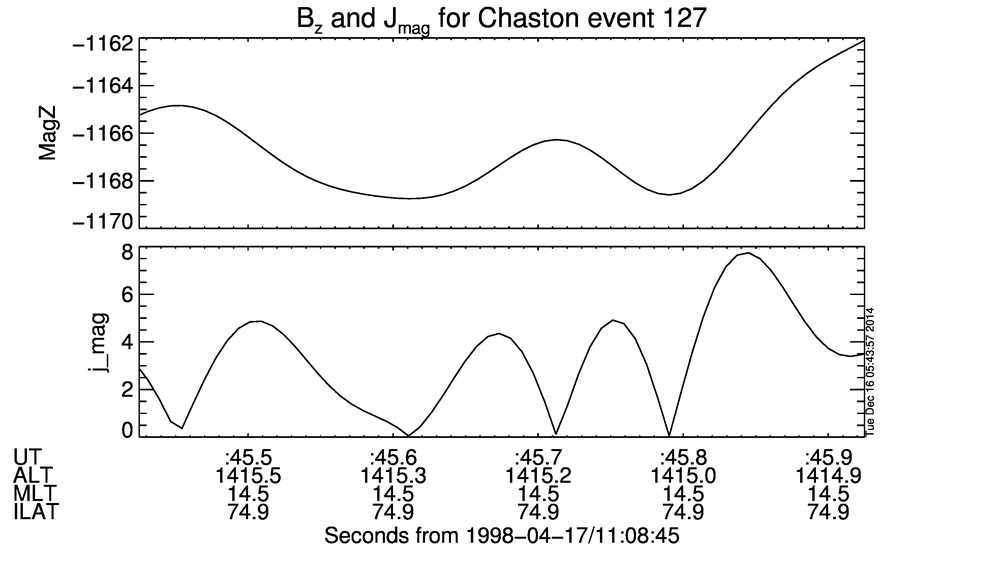 Bz and Jmag for Chaston event 127
−1162
−1164
−1166
−1168
−1170
MagZ
8
6
4
2
0
j_mag
Tue Dec 16 05:43:57 2014
UT :45.5 :45.6 :45.7 :45.8 :45.9
ALT 1415.5 1415.3 1415.2 1415.0 1414.9
MLT 14.5 14.5 14.5 14.5 14.5
ILAT 74.9 74.9 74.9 74.9 74.9
Seconds from 1998−04−17/11:08:45